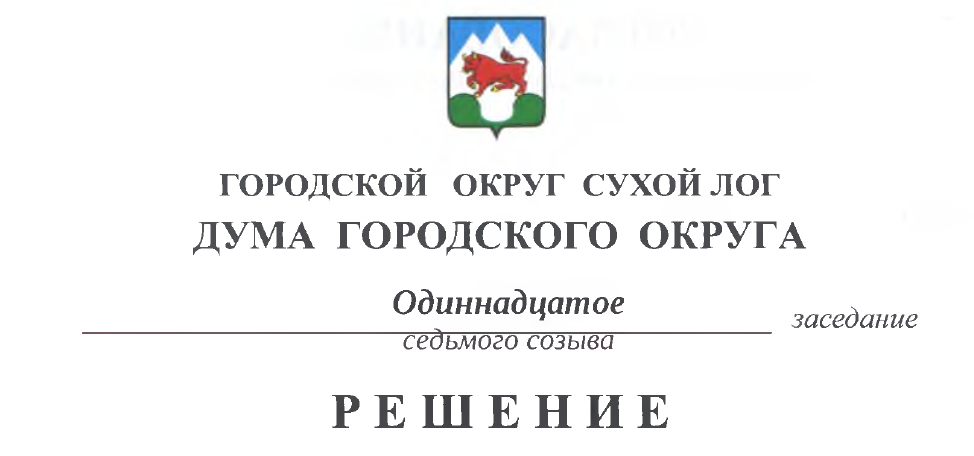 ГОРОДСКОЙ ОКРУГ СУХОЙ ЛОГ
ДУМА ГОРОДСКОГО ОКРУГА
Одиннадцатое
заседание
седьмого созыва
РЕШЕНИЕ